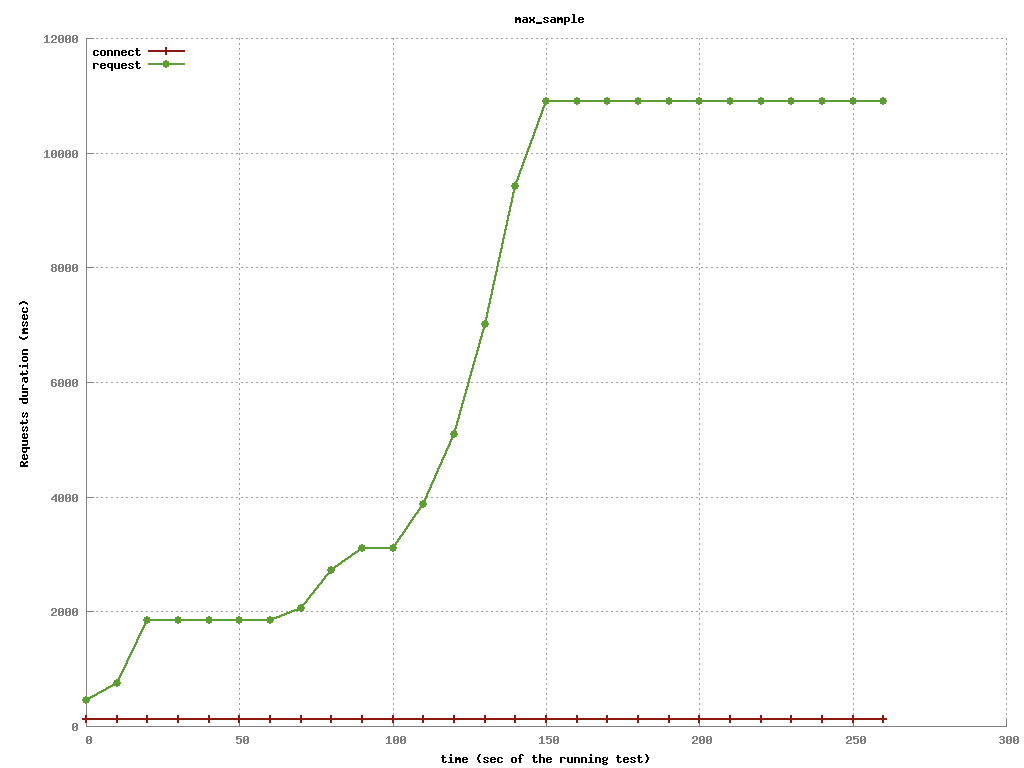 max_sample
12000
connect
request
10000
8000
Requests duration (msec)
6000
4000
2000
0
0 50 100 150 200 250 300
time (sec of the running test)